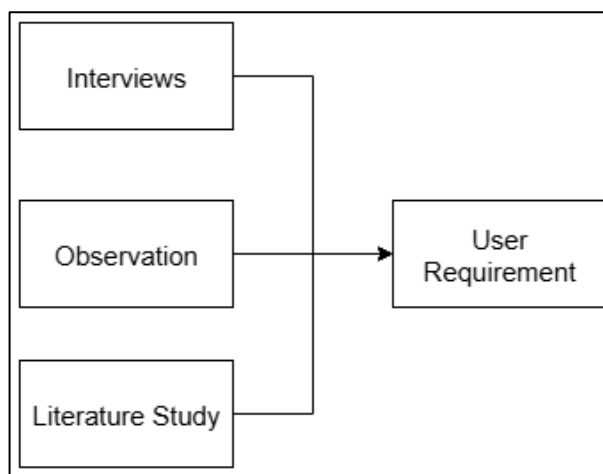 Interviews
Observation
User
Requirement
Literature Study